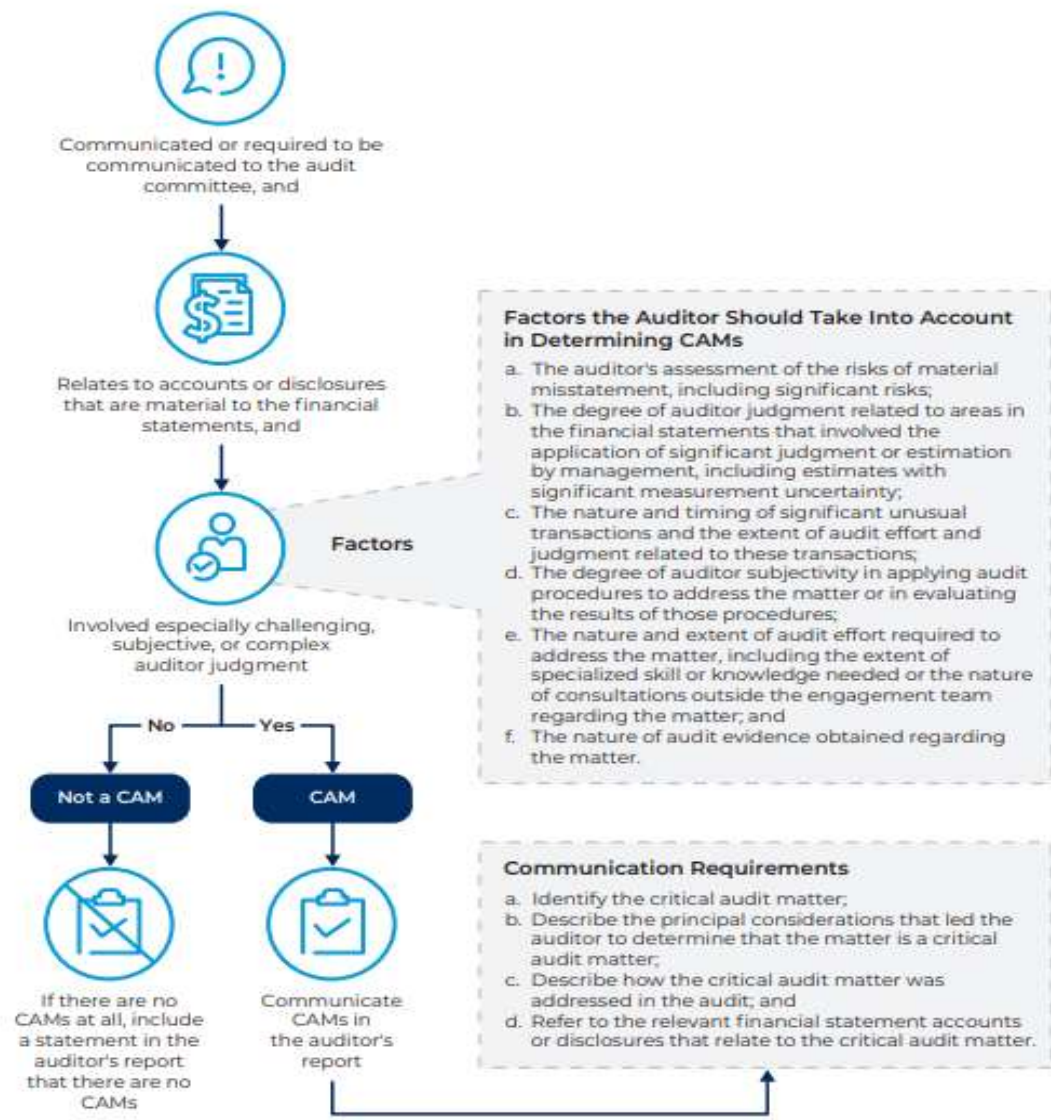 Communicated or required to be
communicated to the audit
committee, and
Relates to accounts or disclosures
that are material to the financial
statements, and
Factors
Involved especially challenging,
subjective, or complex
auditor judgment
Factors the Auditor Should Take Into Account
in Determining CAMs
a. The auditor's assessment of the risks of material
misstatement, including significant risks;
b. The degree of auditor judgment related to areas in
the financial statements that involved the
application of significant judgment or estimation
by management, including estimates with
significant measurement uncertainty;
c. The nature and timing of significant unusual
transactions and the extent of audit effort and
judgment related to these transactions;
d. The degree of auditor subjectivity in applying audit
procedures to address the matter or in evaluating
the results of those procedures;
e. The nature and extent of audit effort required to
address the matter, including the extent of
specialized skill or knowledge needed or the nature
of consultations outside the engagement team
regarding the matter; and
f. The nature of audit evidence obtained regarding
the matter.
No
Yes
Not a CAM
CAM
If there are no
CAMs at all, include
a statement in the
auditor's report
that there are no
CAMs
Communicate
CAMs in
the auditor's
report
Communication Requirements
a. Identify the critical audit matter;
b. Describe the principal considerations that led the
auditor to determine that the matter is a critical
audit matter;
c. Describe how the critical audit matter was
addressed in the audit; and
d. Refer to the relevant financial statement accounts
or disclosures that relate to the critical audit matter.